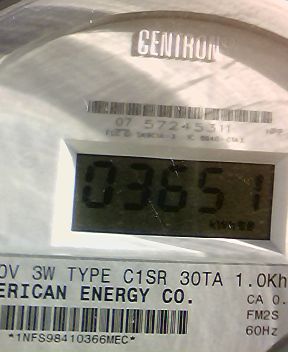 CENTRON
07 57245311
03651
0V 3W TYPE C1SR 30TA 1.0Kh
ERICAN ENERGY CO.
CA 0.
FM2S
60Hz
*1NFS98410366MEC*